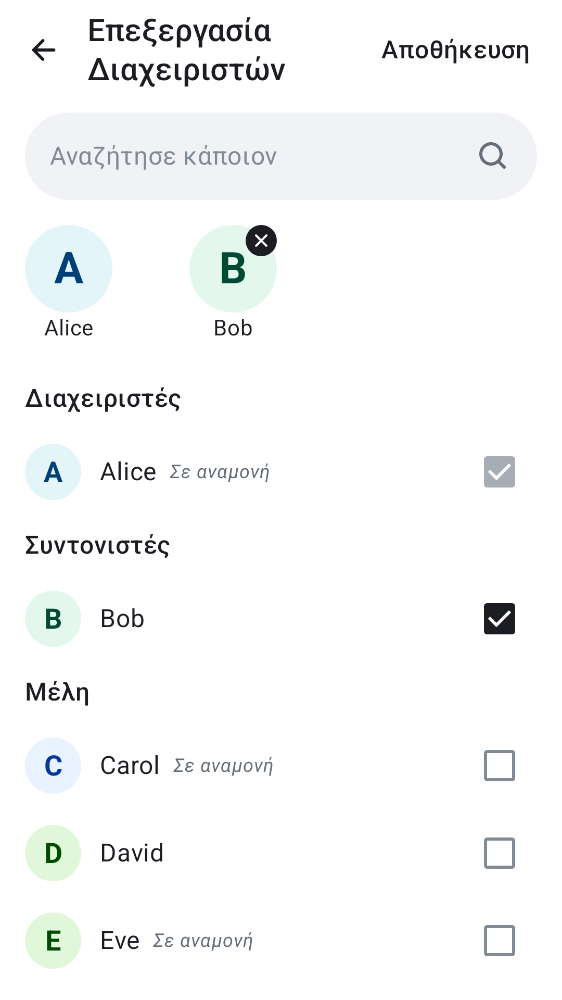 Επεξεργασία
Διαχειριστών
Αποθήκευση
Αναζήτησε κάποιον
A
B
Alice
Bob
Διαχειριστές
A Alice Σε αναμονή
Συντονιστές
B Bob
Μέλη
C Carol Σε αναμονή
D David
E Eve Σε αναμονή